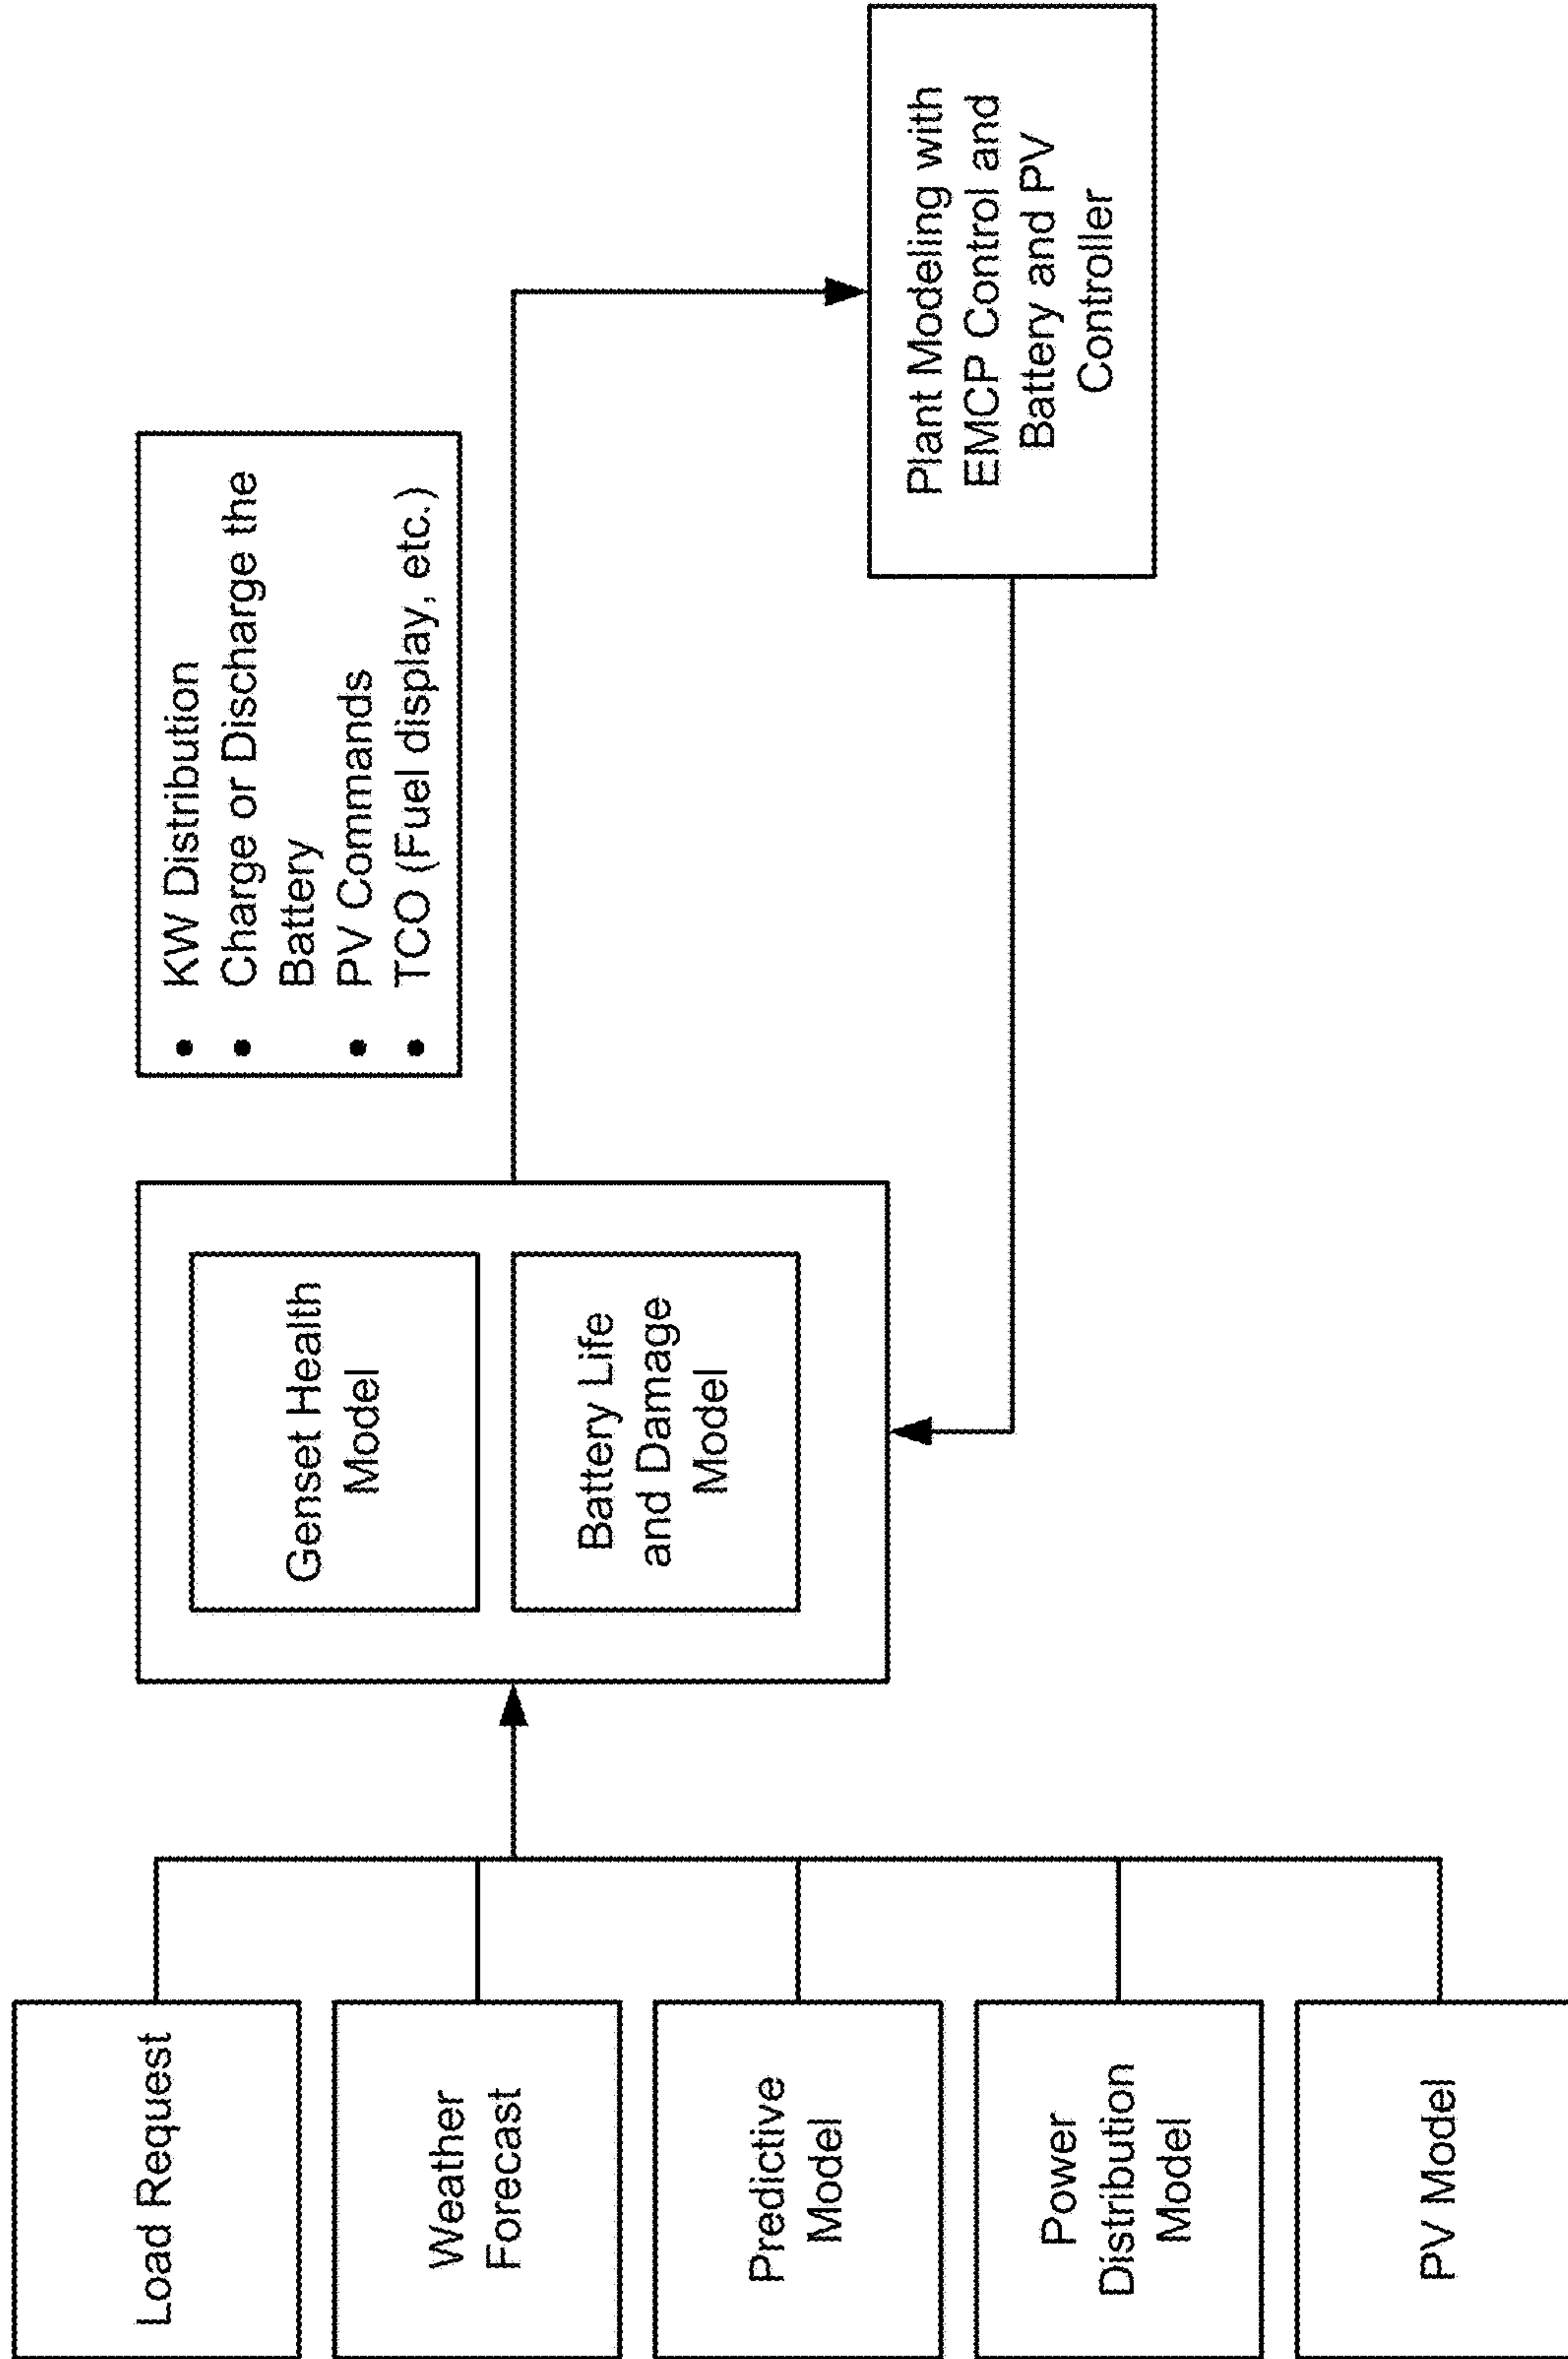 Load Request
Weather
Forecast
Predictive
Model
Power
Distribution
Model
PV Model
Genset Health
Model
Battery Life
and Damage
Model
• KW Distribution
• Charge or Discharge the
Battery
• PV Commands
• TCO (Fuel display, etc.)
Plant Modeling with
EMCP Control and
Battery and PV
Controller